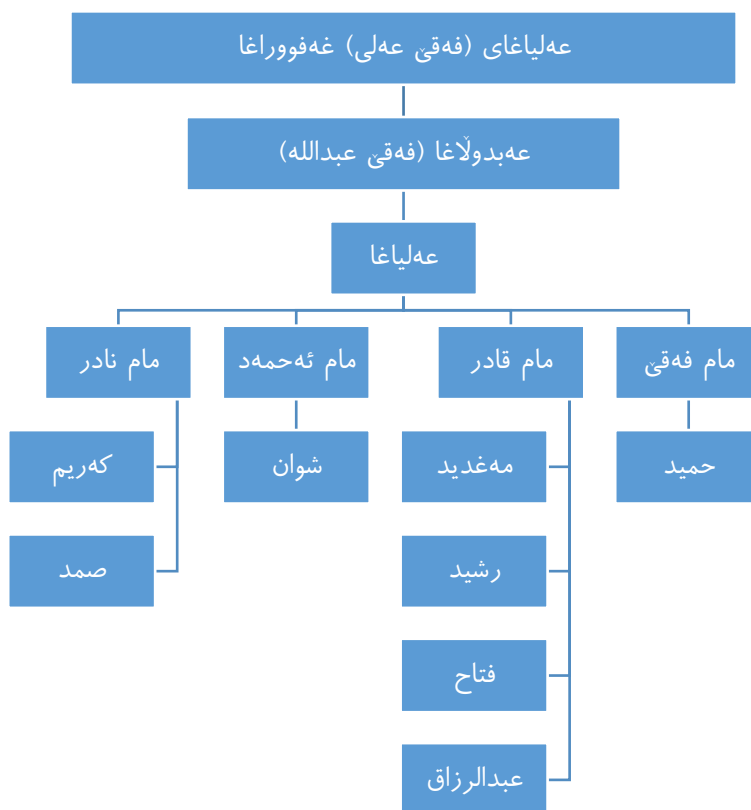 عەلیاغای (فەقێ عەلی) غەفووراغا
عەبدوڵاغا (فەقێ عبداللە)
عەلیاغا
مام فەقێ
مام قادر
مام ئەحمەد
مام نادر
حمید
مەغدید
شوان
کەریم
رشید
صمد
فتاح
عبدالرزاق